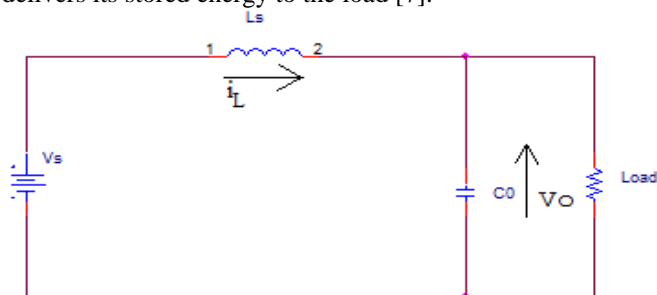 delivers its stored energy to the load [7].
Ls
1 2
iL
Vs
C0 Vo Load